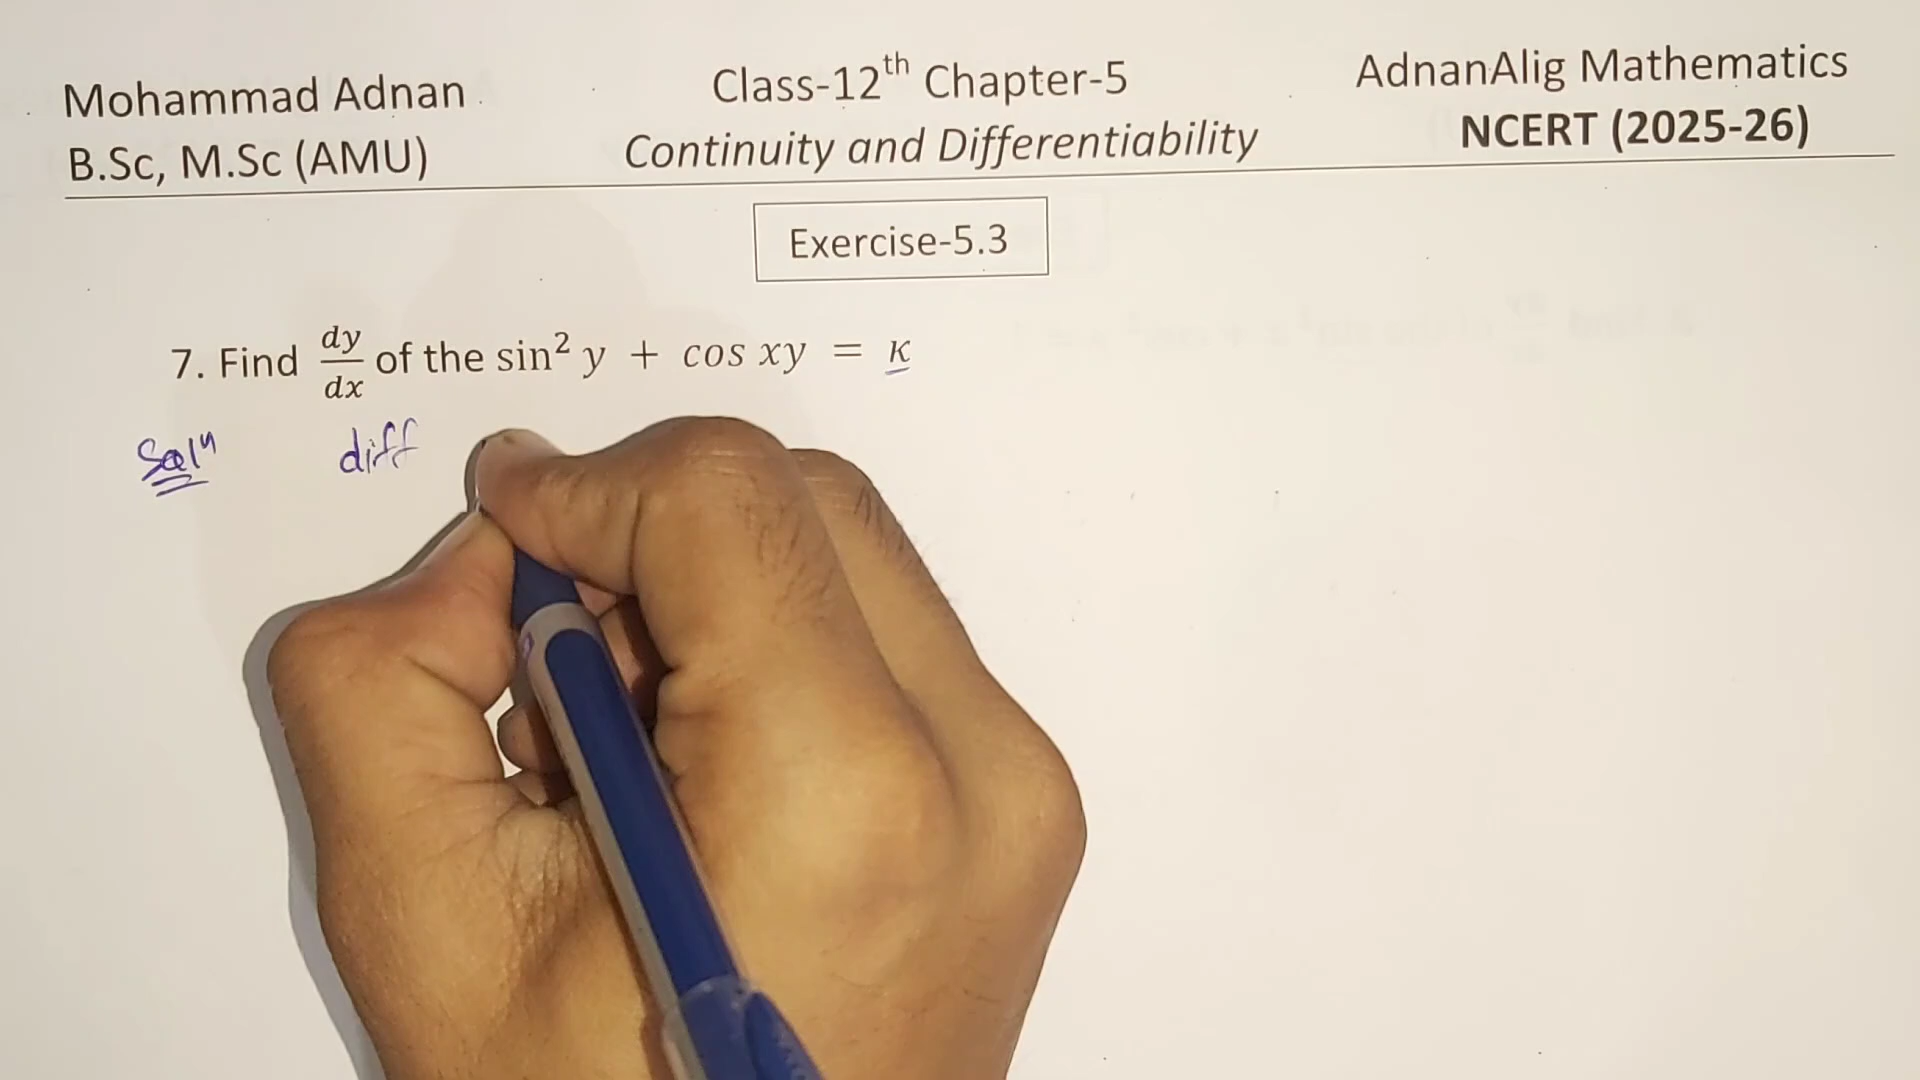 Mohammad Adnan
B.Sc, M.Sc (AMU)
Class-12th Chapter-5
Continuity and Differentiability
AdnanAlig Mathematics
NCERT (2025-26)
Exercise-5.3
7. Find dy/dx of the sin² y + cos xy = κ
Solⁿ diff